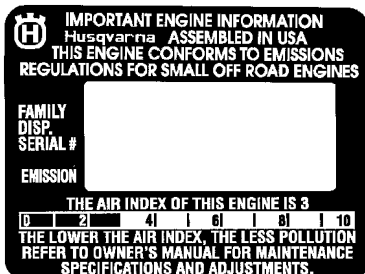 IMPORTANT ENGINE INFORMATION
Husqvarna ASSEMBLED IN USA
THIS ENGINE CONFORMS TO EMISSIONS
REGULATIONS FOR SMALL OFF ROAD ENGINES
FAMILY
DISP.
SERIAL #
EMISSION
THE AIR INDEX OF THIS ENGINE IS 3
0 2 4 6 8 10
THE LOWER THE AIR INDEX, THE LESS POLLUTION
REFER TO OWNER'S MANUAL FOR MAINTENANCE
SPECIFICATIONS AND ADJUSTMENTS.